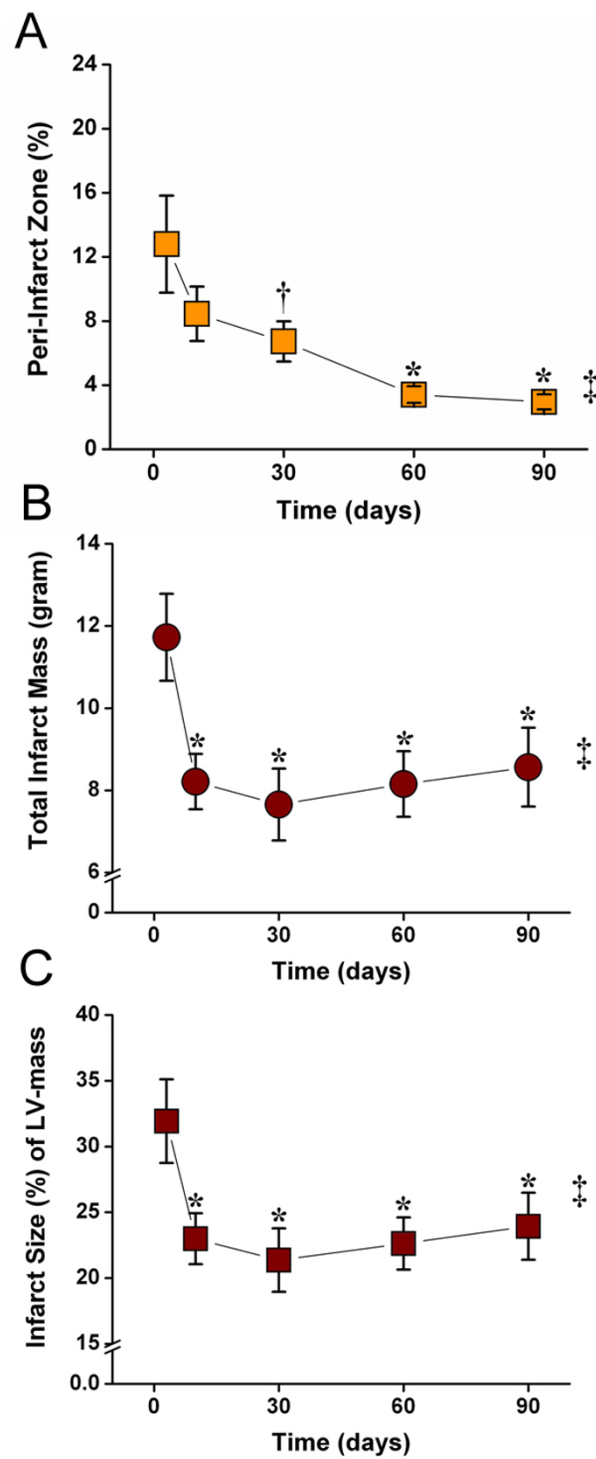 A
24
20
16
12
8
4
0
Peri-Infarct Zone (%)
†
*
*
‡
0 30 60 90
Time (days)
B
14
12
10
8
6
0
Total Infarct Mass (gram)
*
*
*
*
‡
0 30 60 90
Time (days)
C
40
35
30
25
20
15
0.0
Infarct Size (%) of LV-mass
*
*
*
*
‡
0 30 60 90
Time (days)